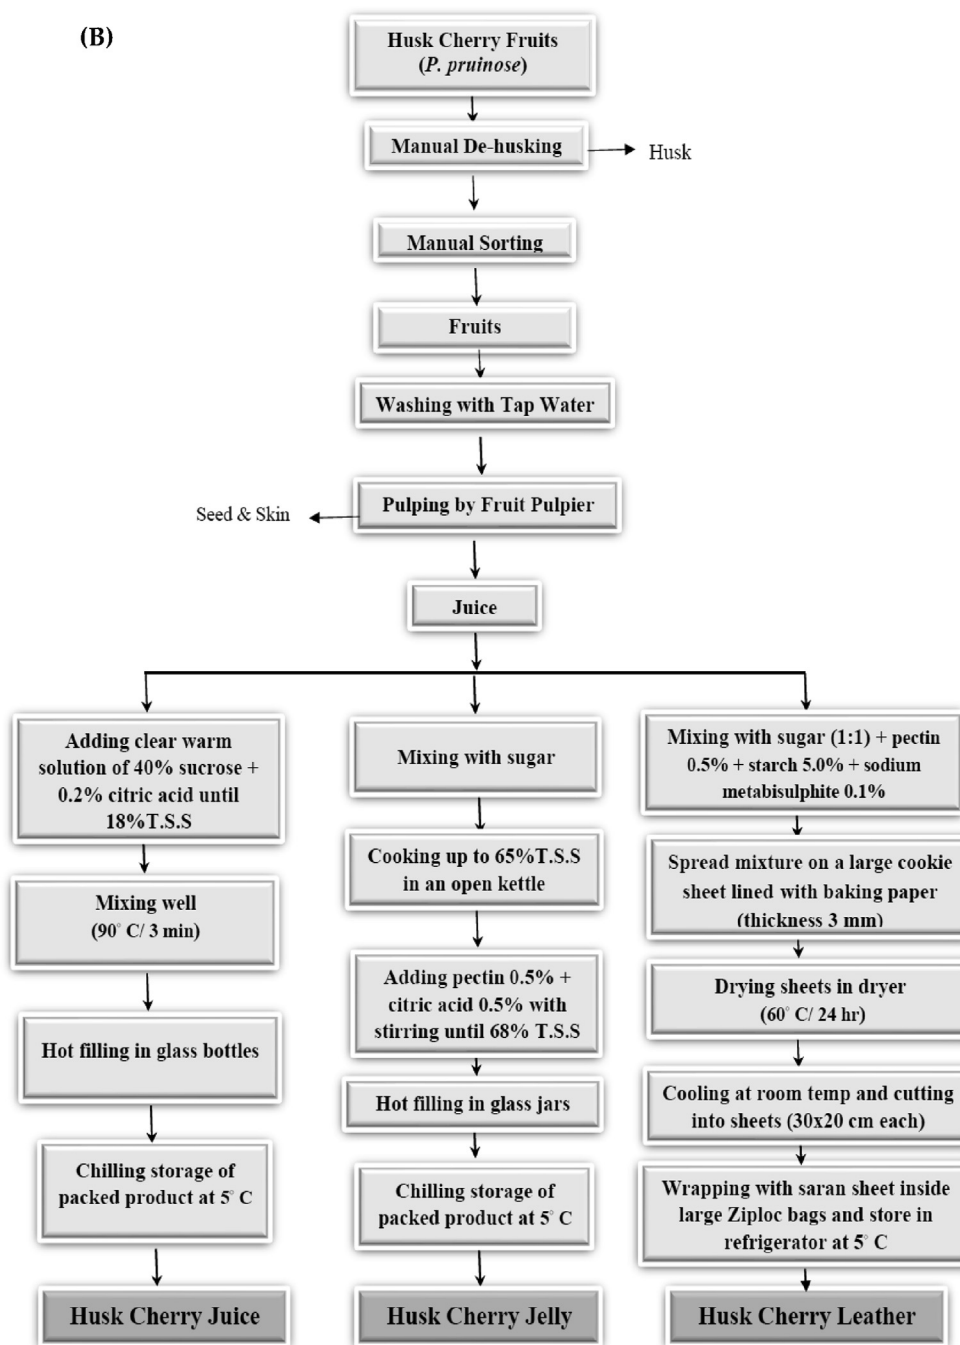 (B)
Husk Cherry Fruits
(P. pruinose)
Manual De-husking
Husk
Manual Sorting
Fruits
Washing with Tap Water
Pulping by Fruit Pulpier
Seed & Skin
Juice
Adding clear warm
solution of 40% sucrose +
0.2% citric acid until
18%T.S.S
Mixing well
(90° C/ 3 min)
Hot filling in glass bottles
Chilling storage of
packed product at 5° C
Husk Cherry Juice
Mixing with sugar
Cooking up to 65%T.S.S
in an open kettle
Adding pectin 0.5% +
citric acid 0.5% with
stirring until 68% T.S.S
Hot filling in glass jars
Chilling storage of
packed product at 5° C
Husk Cherry Jelly
Mixing with sugar (1:1) + pectin
0.5% + starch 5.0% + sodium
metabisulphite 0.1%
Spread mixture on a large cookie
sheet lined with baking paper
(thickness 3 mm)
Drying sheets in dryer
(60° C/ 24 hr)
Cooling at room temp and cutting
into sheets (30x20 cm each)
Wrapping with saran sheet inside
large Ziploc bags and store in
refrigerator at 5° C
Husk Cherry Leather